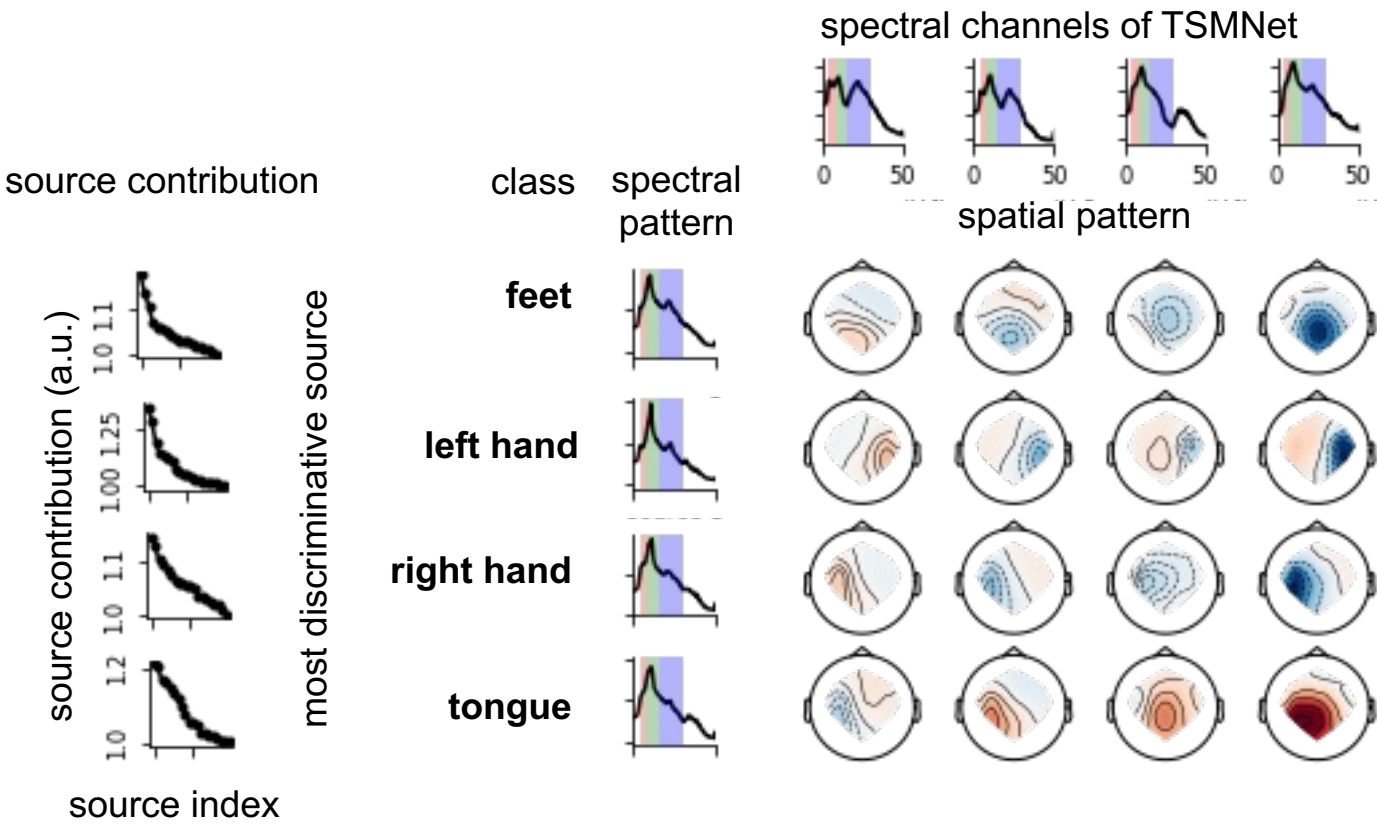 spectral channels of TSMNet
0 50 0 50 0 50 0 50
source contribution
class
spectral
pattern
spatial pattern
source contribution (a.u.)
1.0 1.1
1.00 1.25
1.0 1.1
1.0 1.2
most discriminative source
feet
left hand
right hand
tongue
source index